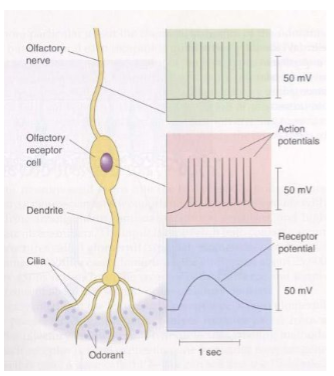 Olfactory
nerve
50 mV
Olfactory
receptor
cell
Action
potentials
50 mV
Dendrite
Receptor
potential
Cilia
50 mV
Odorant
1 sec